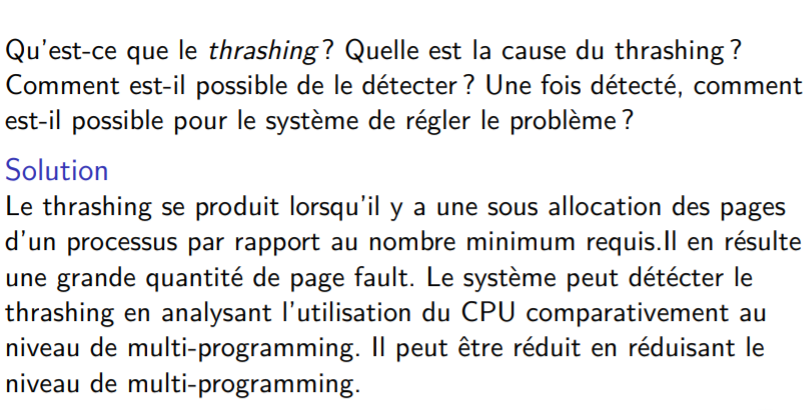 Qu'est-ce que le thrashing ? Quelle est la cause du thrashing ?
Comment est-il possible de le détecter ? Une fois détecté, comment
est-il possible pour le système de régler le problème ?
Solution
Le thrashing se produit lorsqu'il y a une sous allocation des pages
d'un processus par rapport au nombre minimum requis.Il en résulte
une grande quantité de page fault. Le système peut détécter le
thrashing en analysant l'utilisation du CPU comparativement au
niveau de multi-programming. Il peut être réduit en réduisant le
niveau de multi-programming.